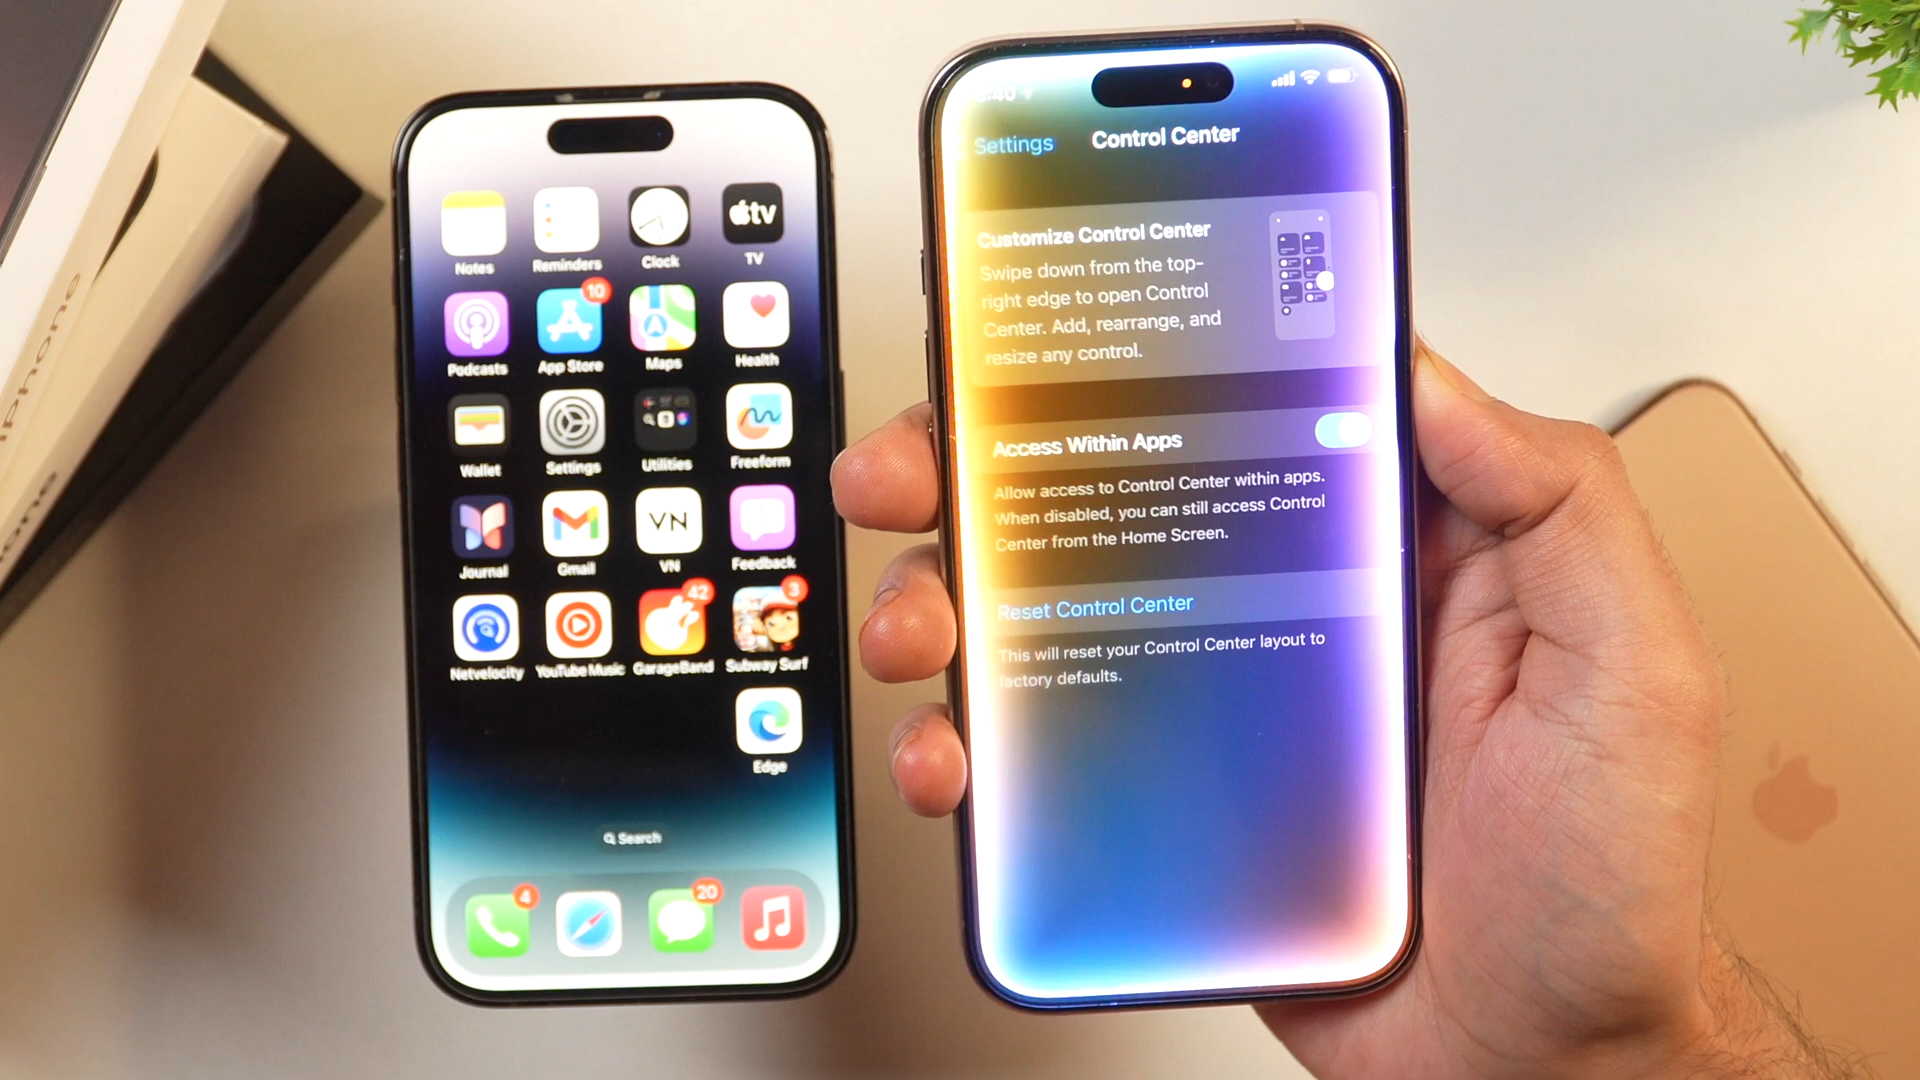 iPhone
one
Notes
Reminders
Clock
tv
TV
10
Podcasts
App Store
Maps
Health
Wallet
Settings
Utilities
Freeform
VN
Journal
Gmail
VN
Feedback
42
3
Netvelocity
YouTube Music
GarageBand
Subway Surf
Edge
Search
4
20
Settings
Control Center
Customize Control Center
Swipe down from the top-
right edge to open Control
Center. Add, rearrange, and
resize any control.
Access Within Apps
Allow access to Control Center within apps.
When disabled, you can still access Control
Center from the Home Screen.
Reset Control Center
This will reset your Control Center layout to
factory defaults.